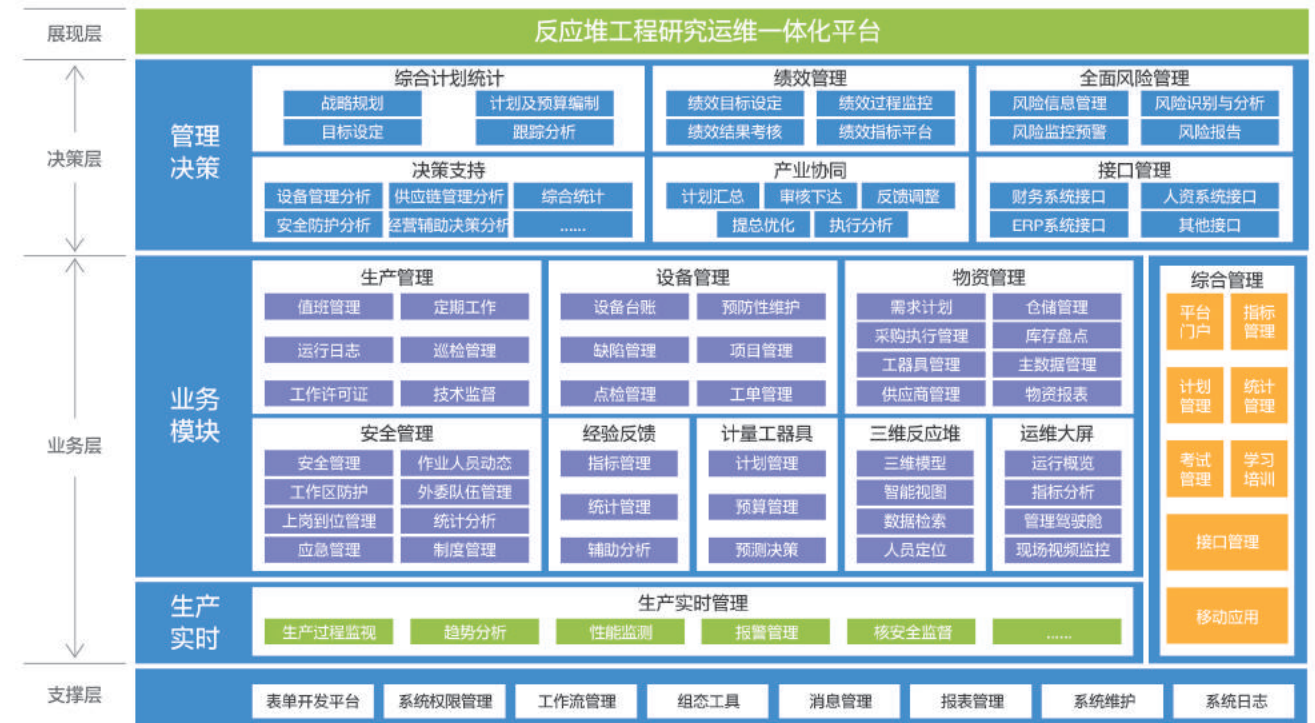 展现层
反应堆工程研究运维一体化平台
决策层
管理
决策
综合计划统计
战略规划 计划及预算编制
目标设定 跟踪分析
绩效管理
绩效目标设定 绩效过程监控
绩效结果考核 绩效指标平台
全面风险管理
风险信息管理 风险识别与分析
风险监控预警 风险报告
决策支持
设备管理分析 供应链管理分析 综合统计
安全防护分析 经营辅助决策分析 ......
产业协同
计划汇总 审核下达 反馈调整
提总优化 执行分析
接口管理
财务系统接口 人资系统接口
ERP系统接口 其他接口
业务层
业务
模块
生产管理
值班管理 定期工作
运行日志 巡检管理
工作许可证 技术监督
设备管理
设备台账 预防性维护
缺陷管理 项目管理
点检管理 工单管理
物资管理
需求计划 仓储管理
采购执行管理 库存盘点
工器具管理 主数据管理
供应商管理 物资报表
安全管理
安全管理 作业人员动态
工作区防护 外委队伍管理
上岗到位管理 统计分析
应急管理 制度管理
经验反馈
指标管理
统计管理
辅助分析
计量工器具
计划管理
预算管理
预测决策
三维反应堆
三维模型
智能视图
数据检索
人员定位
运维大屏
运行概览
指标分析
管理驾驶舱
现场视频监控
综合管理
平台
门户
指标
管理
计划
管理
统计
管理
考试
管理
学习
培训
接口管理
移动应用
生产
实时
生产实时管理
生产过程监视 趋势分析 性能监测 报警管理 核安全监督 ......
支撑层
表单开发平台 系统权限管理 工作流管理 组态工具 消息管理 报表管理 系统维护 系统日志